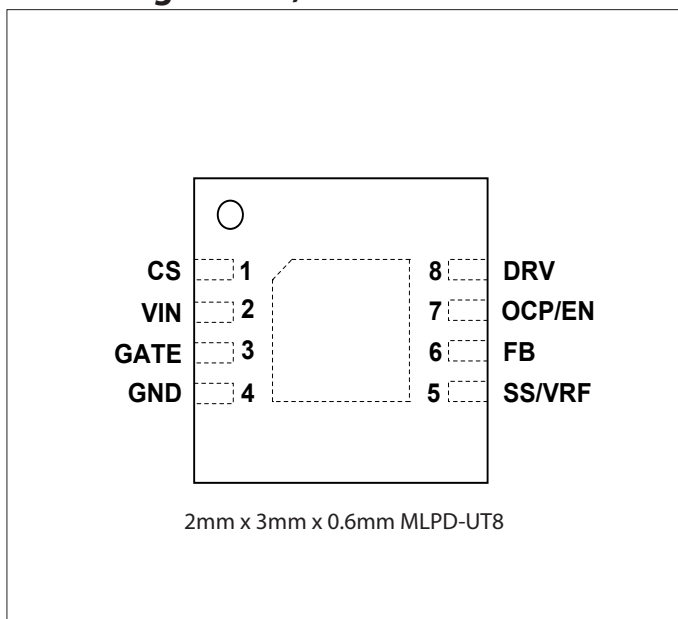 CS 1 8 DRV
VIN 2 7 OCP/EN
GATE 3 6 FB
GND 4 5 SS/VRF
2mm x 3mm x 0.6mm MLPD-UT8